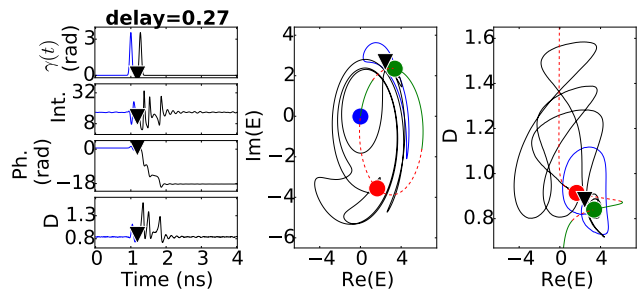 delay=0.27
γ(t)
(rad)
3
0
Int.
32
8
Ph.
(rad)
0
−18
D
1.3
0.8
0 1 2 3 4
Time (ns)
Im(E)
4
2
0
−2
−4
−6
0 4
Re(E)
D
1.6
1.4
1.2
1.0
0.8
−4 0 4 8
Re(E)